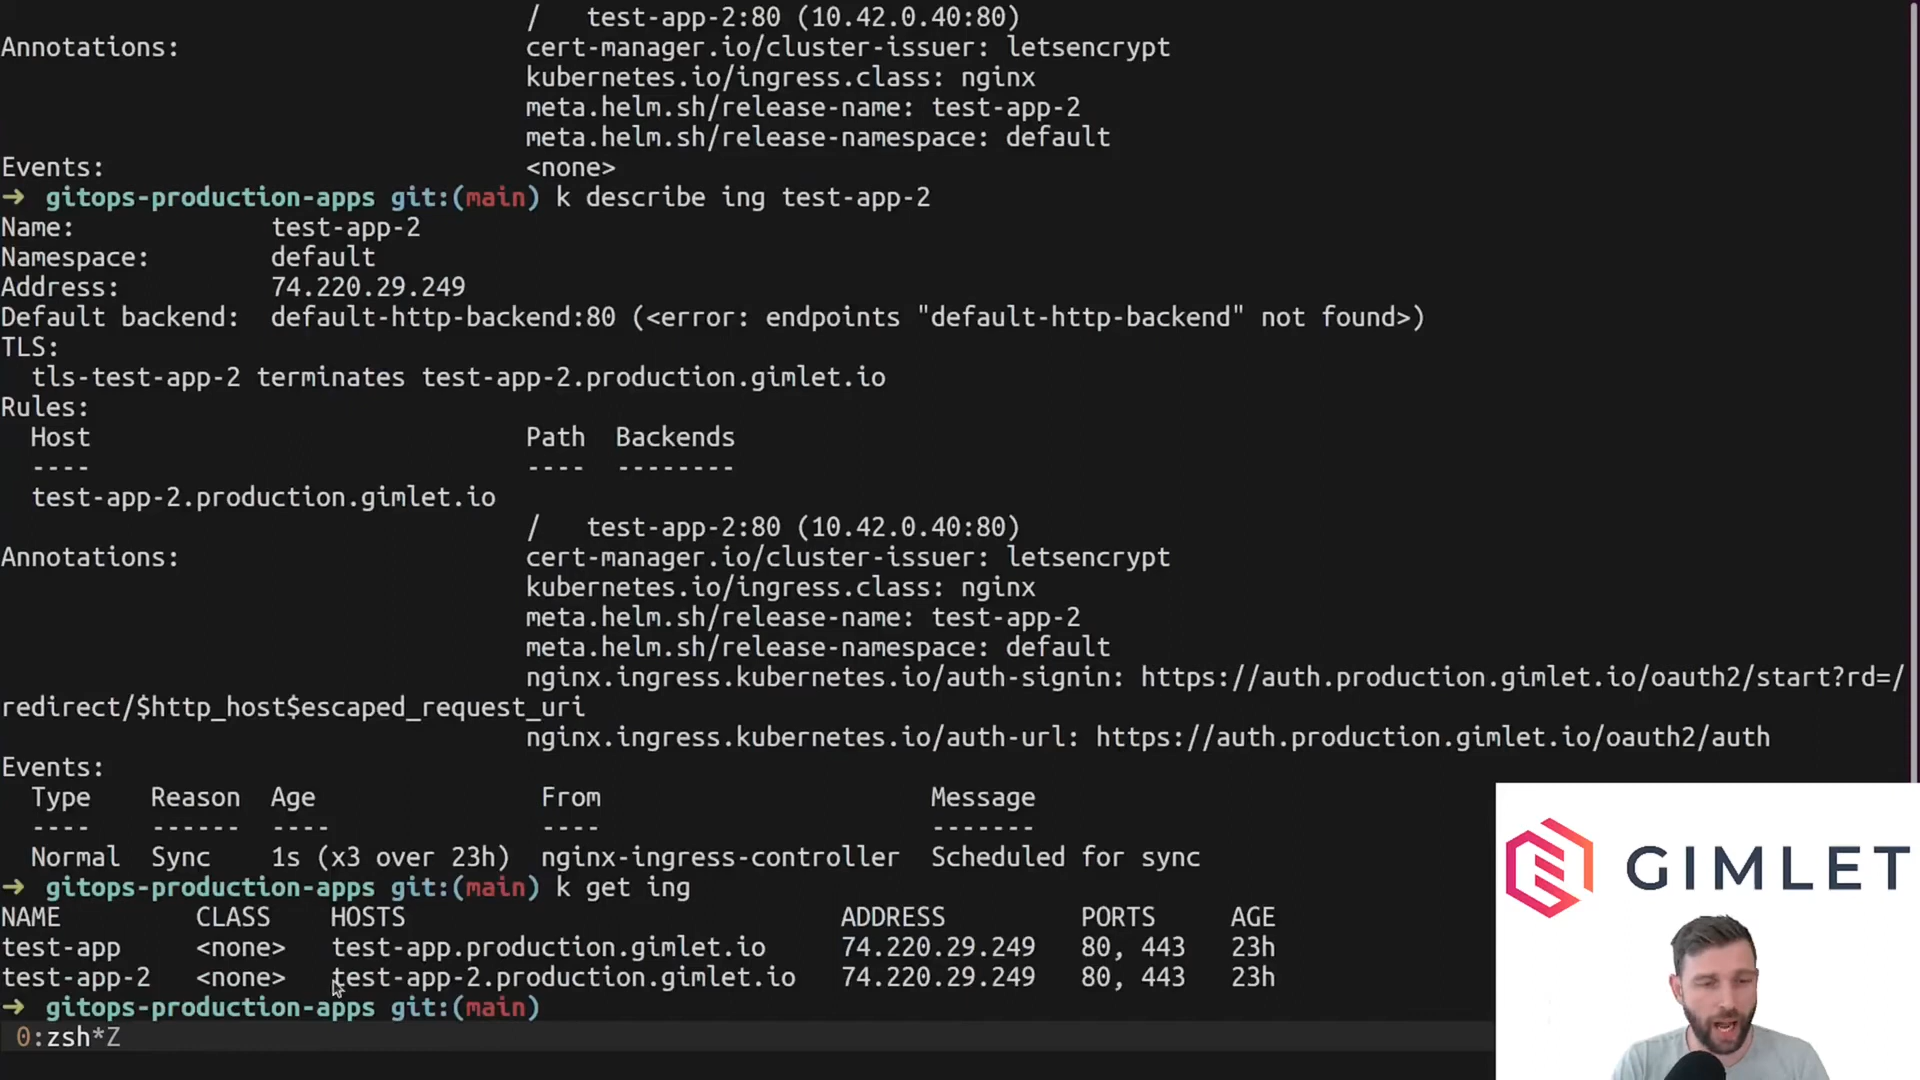 /   test-app-2:80 (10.42.0.40:80)
Annotations:                       cert-manager.io/cluster-issuer: letsencrypt
                                   kubernetes.io/ingress.class: nginx
                                   meta.helm.sh/release-name: test-app-2
                                   meta.helm.sh/release-namespace: default
Events:                            <none>
→  gitops-production-apps git:(main) k describe ing test-app-2
Name:             test-app-2
Namespace:        default
Address:          74.220.29.249
Default backend:  default-http-backend:80 (<error: endpoints "default-http-backend" not found>)
TLS:
  tls-test-app-2 terminates test-app-2.production.gimlet.io
Rules:
  Host                             Path  Backends
  ----                             ----  --------
  test-app-2.production.gimlet.io
                                   /   test-app-2:80 (10.42.0.40:80)
Annotations:                       cert-manager.io/cluster-issuer: letsencrypt
                                   kubernetes.io/ingress.class: nginx
                                   meta.helm.sh/release-name: test-app-2
                                   meta.helm.sh/release-namespace: default
                                   nginx.ingress.kubernetes.io/auth-signin: https://auth.production.gimlet.io/oauth2/start?rd=/
redirect/$http_host$escaped_request_uri
                                   nginx.ingress.kubernetes.io/auth-url: https://auth.production.gimlet.io/oauth2/auth
Events:
  Type    Reason  Age                From                      Message
  ----    ------  ----               ----                      -------
  Normal  Sync    1s (x3 over 23h)  nginx-ingress-controller  Scheduled for sync
→  gitops-production-apps git:(main) k get ing
NAME         CLASS    HOSTS                             ADDRESS         PORTS     AGE
test-app     <none>   test-app.production.gimlet.io     74.220.29.249   80, 443   23h
test-app-2   <none>   test-app-2.production.gimlet.io   74.220.29.249   80, 443   23h
→  gitops-production-apps git:(main)
0:zsh*Z
GIMLET